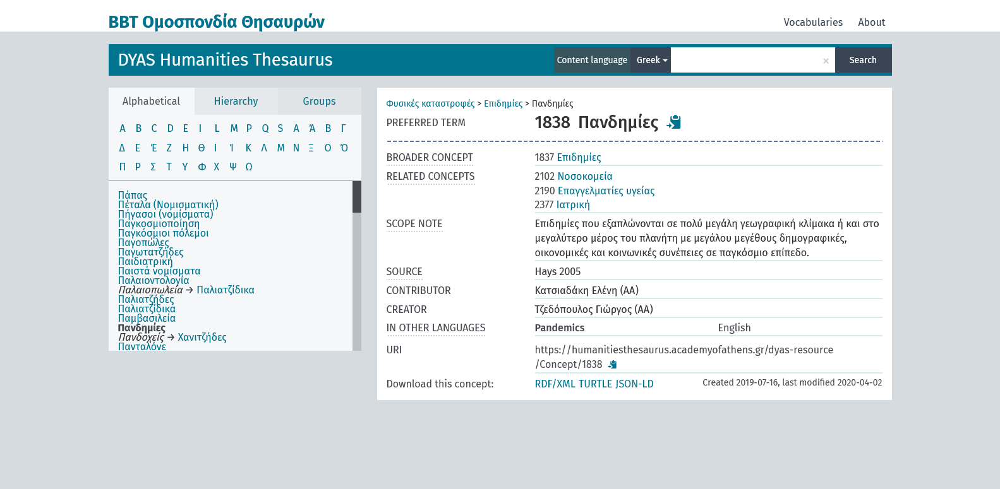 BBT Ομοσπονδία Θησαυρών
Vocabularies About
DYAS Humanities Thesaurus
Content language Greek × Search
Alphabetical Hierarchy Groups
A B C D E I L M P Q S Α Ά Β Γ
Δ Ε Έ Ζ Η Θ Ι Ί Κ Λ Μ Ν Ξ Ο Ό
Π Ρ Σ Τ Υ Φ Χ Ψ Ω
Πάπας
Πέταλα (Νομισματική)
Πήγασοι (νομίσματα)
Παγκοσμιοποίηση
Παγκόσμιοι πόλεμοι
Παγοπώλες
Παγωτατζήδες
Παιδιατρική
Παιστά νομίσματα
Παλαιοντολογία
Παλαιοπωλεία → Παλιατζίδικα
Παλιατζήδες
Παλιατζίδικα
Παμβασιλεία
Πανδημίες
Πανδοχείς → Χανιτζήδες
Πανταλόνε
Φυσικές καταστροφές > Επιδημίες > Πανδημίες
PREFERRED TERM 1838 Πανδημίες
BROADER CONCEPT 1837 Επιδημίες
RELATED CONCEPTS 2102 Νοσοκομεία
2190 Επαγγελματίες υγείας
2377 Ιατρική
SCOPE NOTE Επιδημίες που εξαπλώνονται σε πολύ μεγάλη γεωγραφική κλίμακα ή και στο
μεγαλύτερο μέρος του πλανήτη με μεγάλου μεγέθους δημογραφικές,
οικονομικές και κοινωνικές συνέπειες σε παγκόσμιο επίπεδο.
SOURCE Hays 2005
CONTRIBUTOR Κατσιαδάκη Ελένη (ΑΑ)
CREATOR Τζεδόπουλος Γιώργος (ΑΑ)
IN OTHER LANGUAGES Pandemics English
URI https://humanitiesthesaurus.academyofathens.gr/dyas-resource
/Concept/1838
Download this concept: RDF/XML TURTLE JSON-LD Created 2019-07-16, last modified 2020-04-02